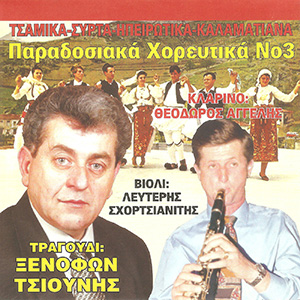 ΤΣΑΜΙΚΑ-ΣΥΡΤΑ-ΗΠΕΙΡΩΤΙΚΑ-ΚΑΛΑΜΑΤΙΑΝΑ
Παραδοσιακά Χορευτικά Νο3
ΚΛΑΡΙΝΟ:
ΘΕΟΔΩΡΟΣ ΑΓΓΕΛΗΣ
ΒΙΟΛΙ:
ΛΕΥΤΕΡΗΣ
ΣΧΟΡΤΣΙΑΝΙΤΗΣ
ΤΡΑΓΟΥΔΙ:
ΞΕΝΟΦΩΝ
ΤΣΙΟΥΝΗΣ